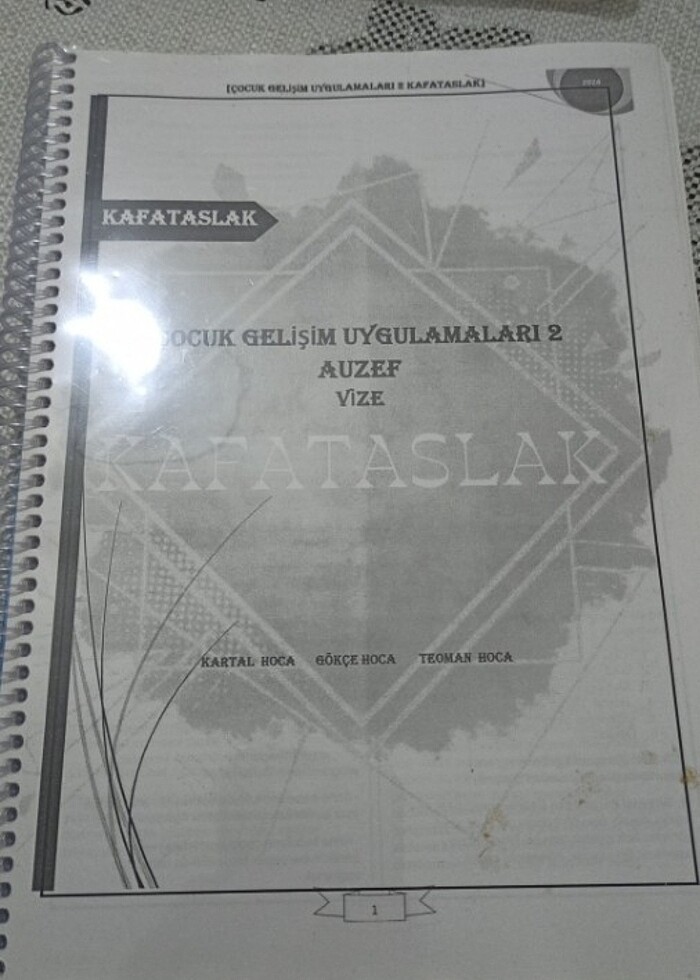 [ÇOCUK GELİŞİM UYGULAMALARI II KAFATASLAK]
2024
KAFATASLAK
ÇOCUK GELİŞİM UYGULAMALARI 2
AUZEF
VİZE
KAFATASLAK
KARTAL HOCA GÖKÇE HOCA TEOMAN HOCA
1